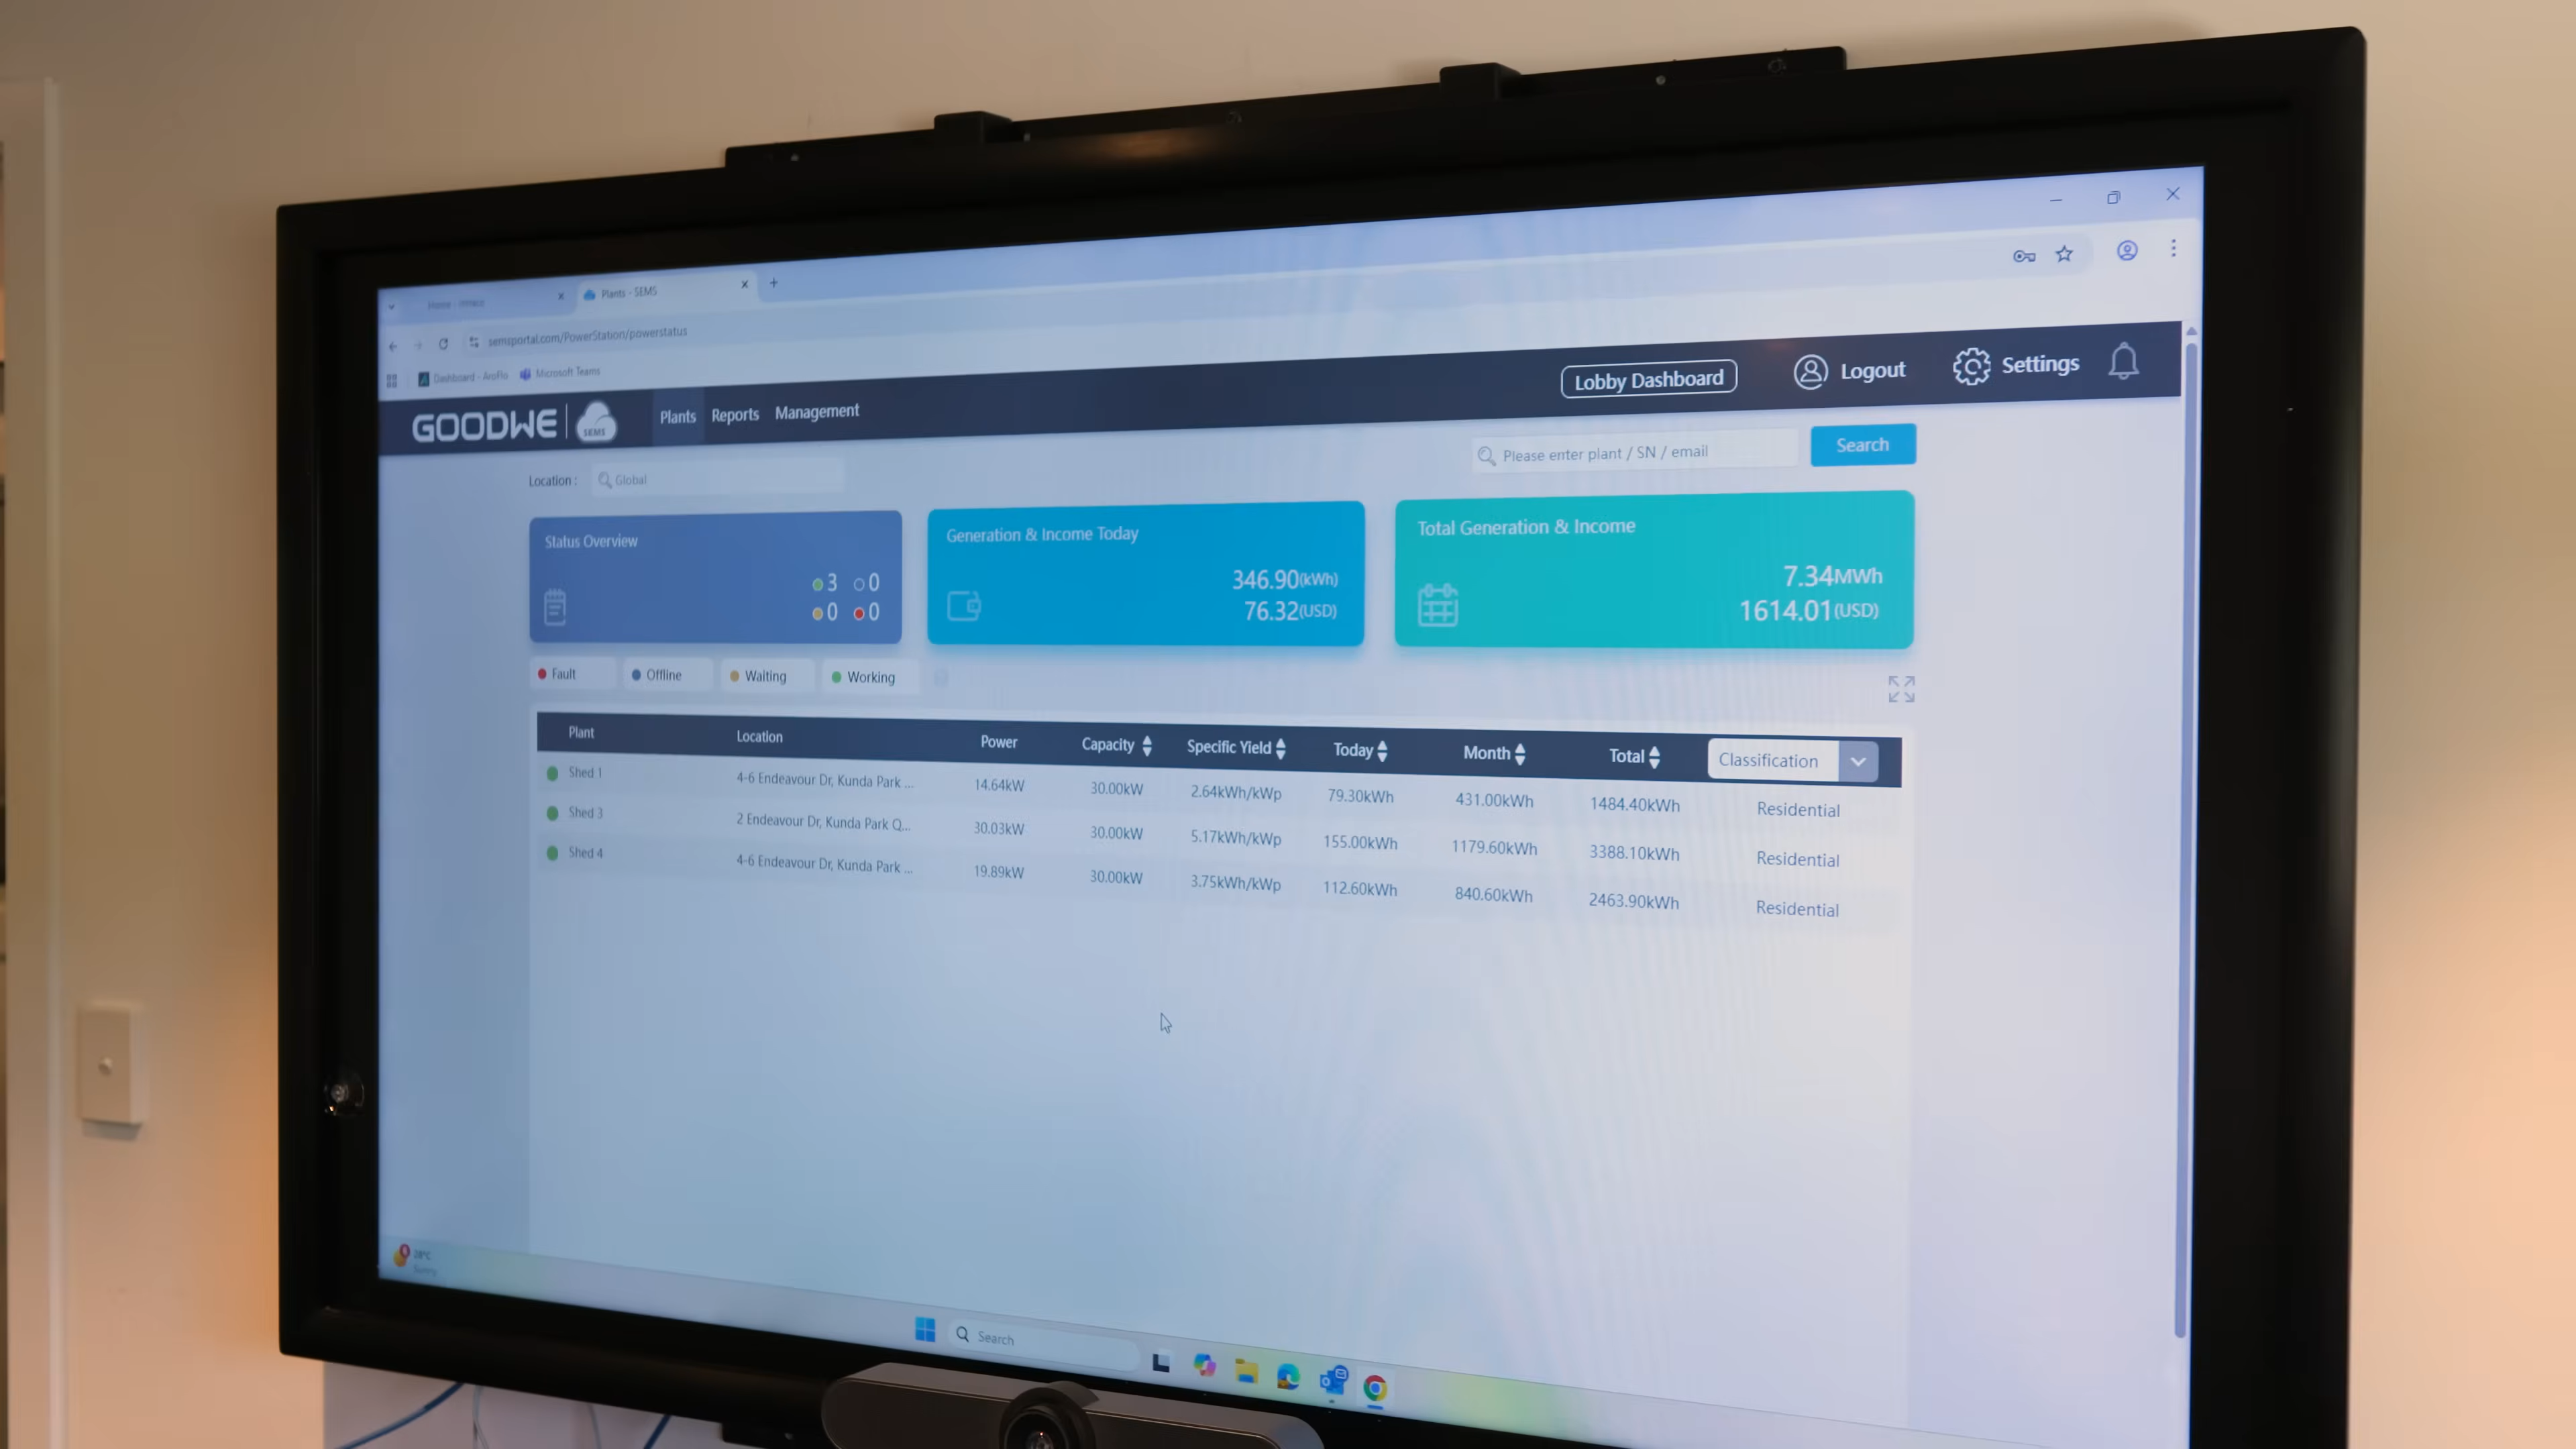 Plants - SEMS
semsportal.com/PowerStation/powerstatus
Dashboard - AroFlo Microsoft Teams
GOODWE SEMS Plants Reports Management Lobby Dashboard Logout Settings
Location : Global Please enter plant / SN / email Search
Status Overview
3 0
0 0
Generation & Income Today
346.90(kWh)
76.32(USD)
Total Generation & Income
7.34MWh
1614.01(USD)
Fault Offline Waiting Working
Plant Location Power Capacity Specific Yield Today Month Total Classification
Shed 1 4-6 Endeavour Dr, Kunda Park ... 14.64kW 30.00kW 2.64kWh/kWp 79.30kWh 431.00kWh 1484.40kWh Residential
Shed 3 2 Endeavour Dr, Kunda Park Q... 30.03kW 30.00kW 5.17kWh/kWp 155.00kWh 1179.60kWh 3388.10kWh Residential
Shed 4 4-6 Endeavour Dr, Kunda Park ... 19.89kW 30.00kW 3.75kWh/kWp 112.60kWh 840.60kWh 2463.90kWh Residential
Sunny
Search